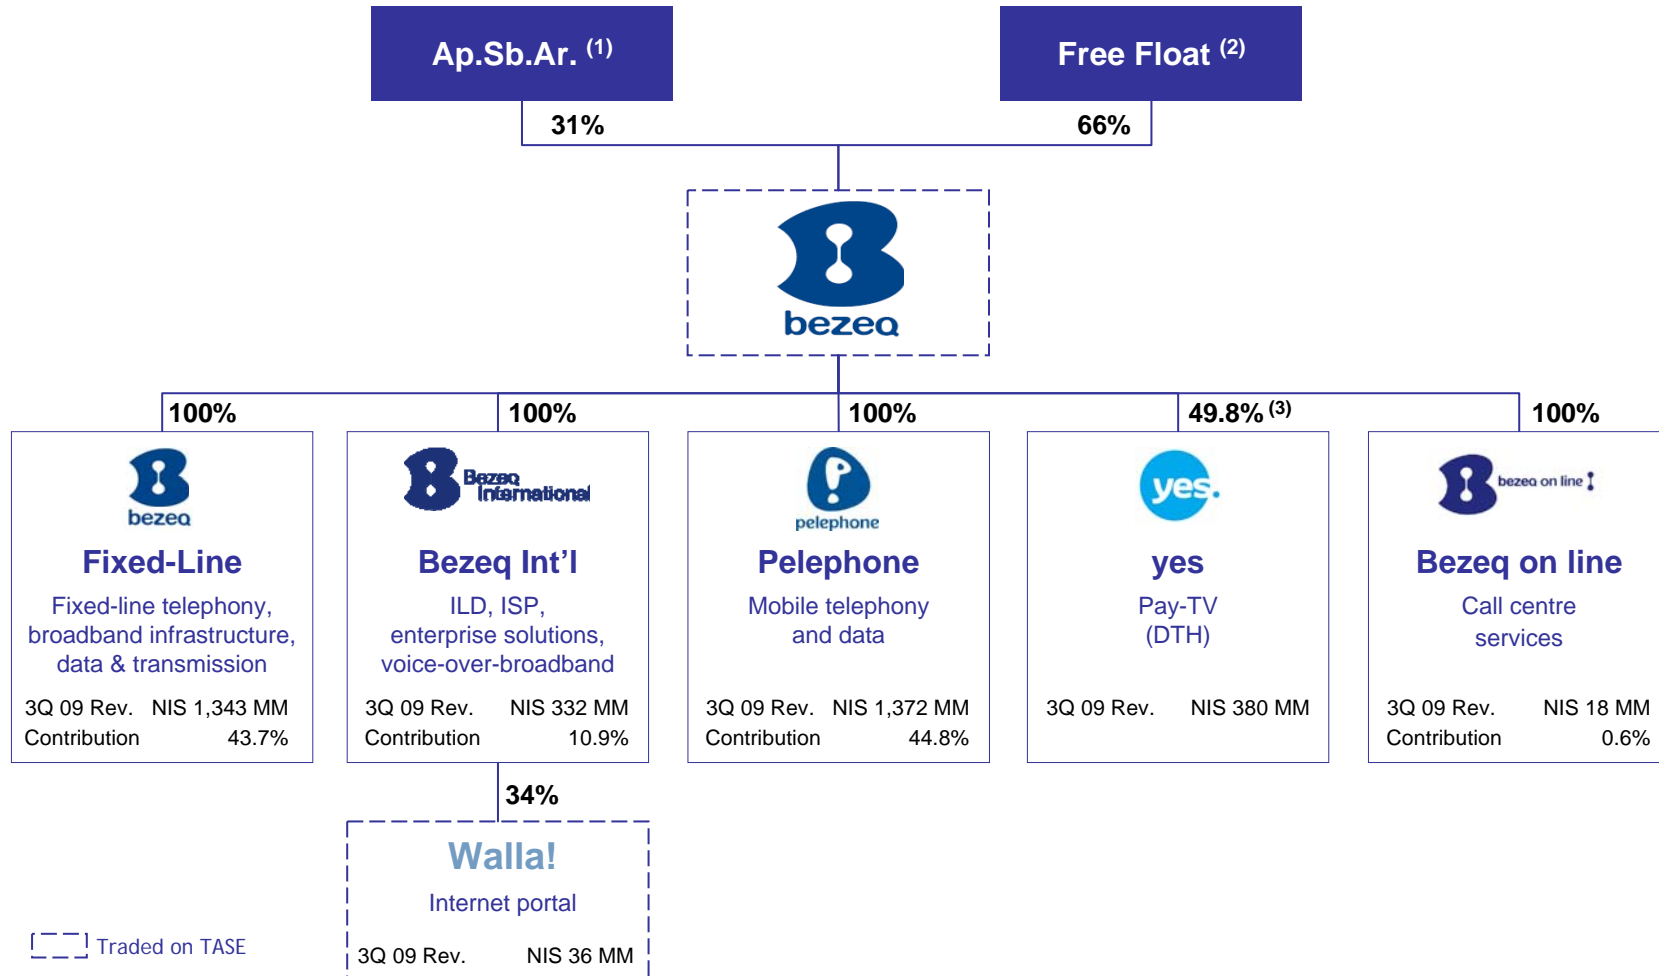 Ap.Sb.Ar. (1)
Free Float (2)
31%
66%
bezeq
100%
100%
100%
49.8% (3)
100%
bezeq
Fixed-Line
Fixed-line telephony,
broadband infrastructure,
data & transmission
3Q 09 Rev. NIS 1,343 MM
Contribution 43.7%
Bezeq
International
Bezeq Int'l
ILD, ISP,
enterprise solutions,
voice-over-broadband
3Q 09 Rev. NIS 332 MM
Contribution 10.9%
pelephone
Pelephone
Mobile telephony
and data
3Q 09 Rev. NIS 1,372 MM
Contribution 44.8%
yes.
yes
Pay-TV
(DTH)
3Q 09 Rev. NIS 380 MM
bezeq on line
Bezeq on line
Call centre
services
3Q 09 Rev. NIS 18 MM
Contribution 0.6%
34%
Walla!
Internet portal
3Q 09 Rev. NIS 36 MM
Traded on TASE